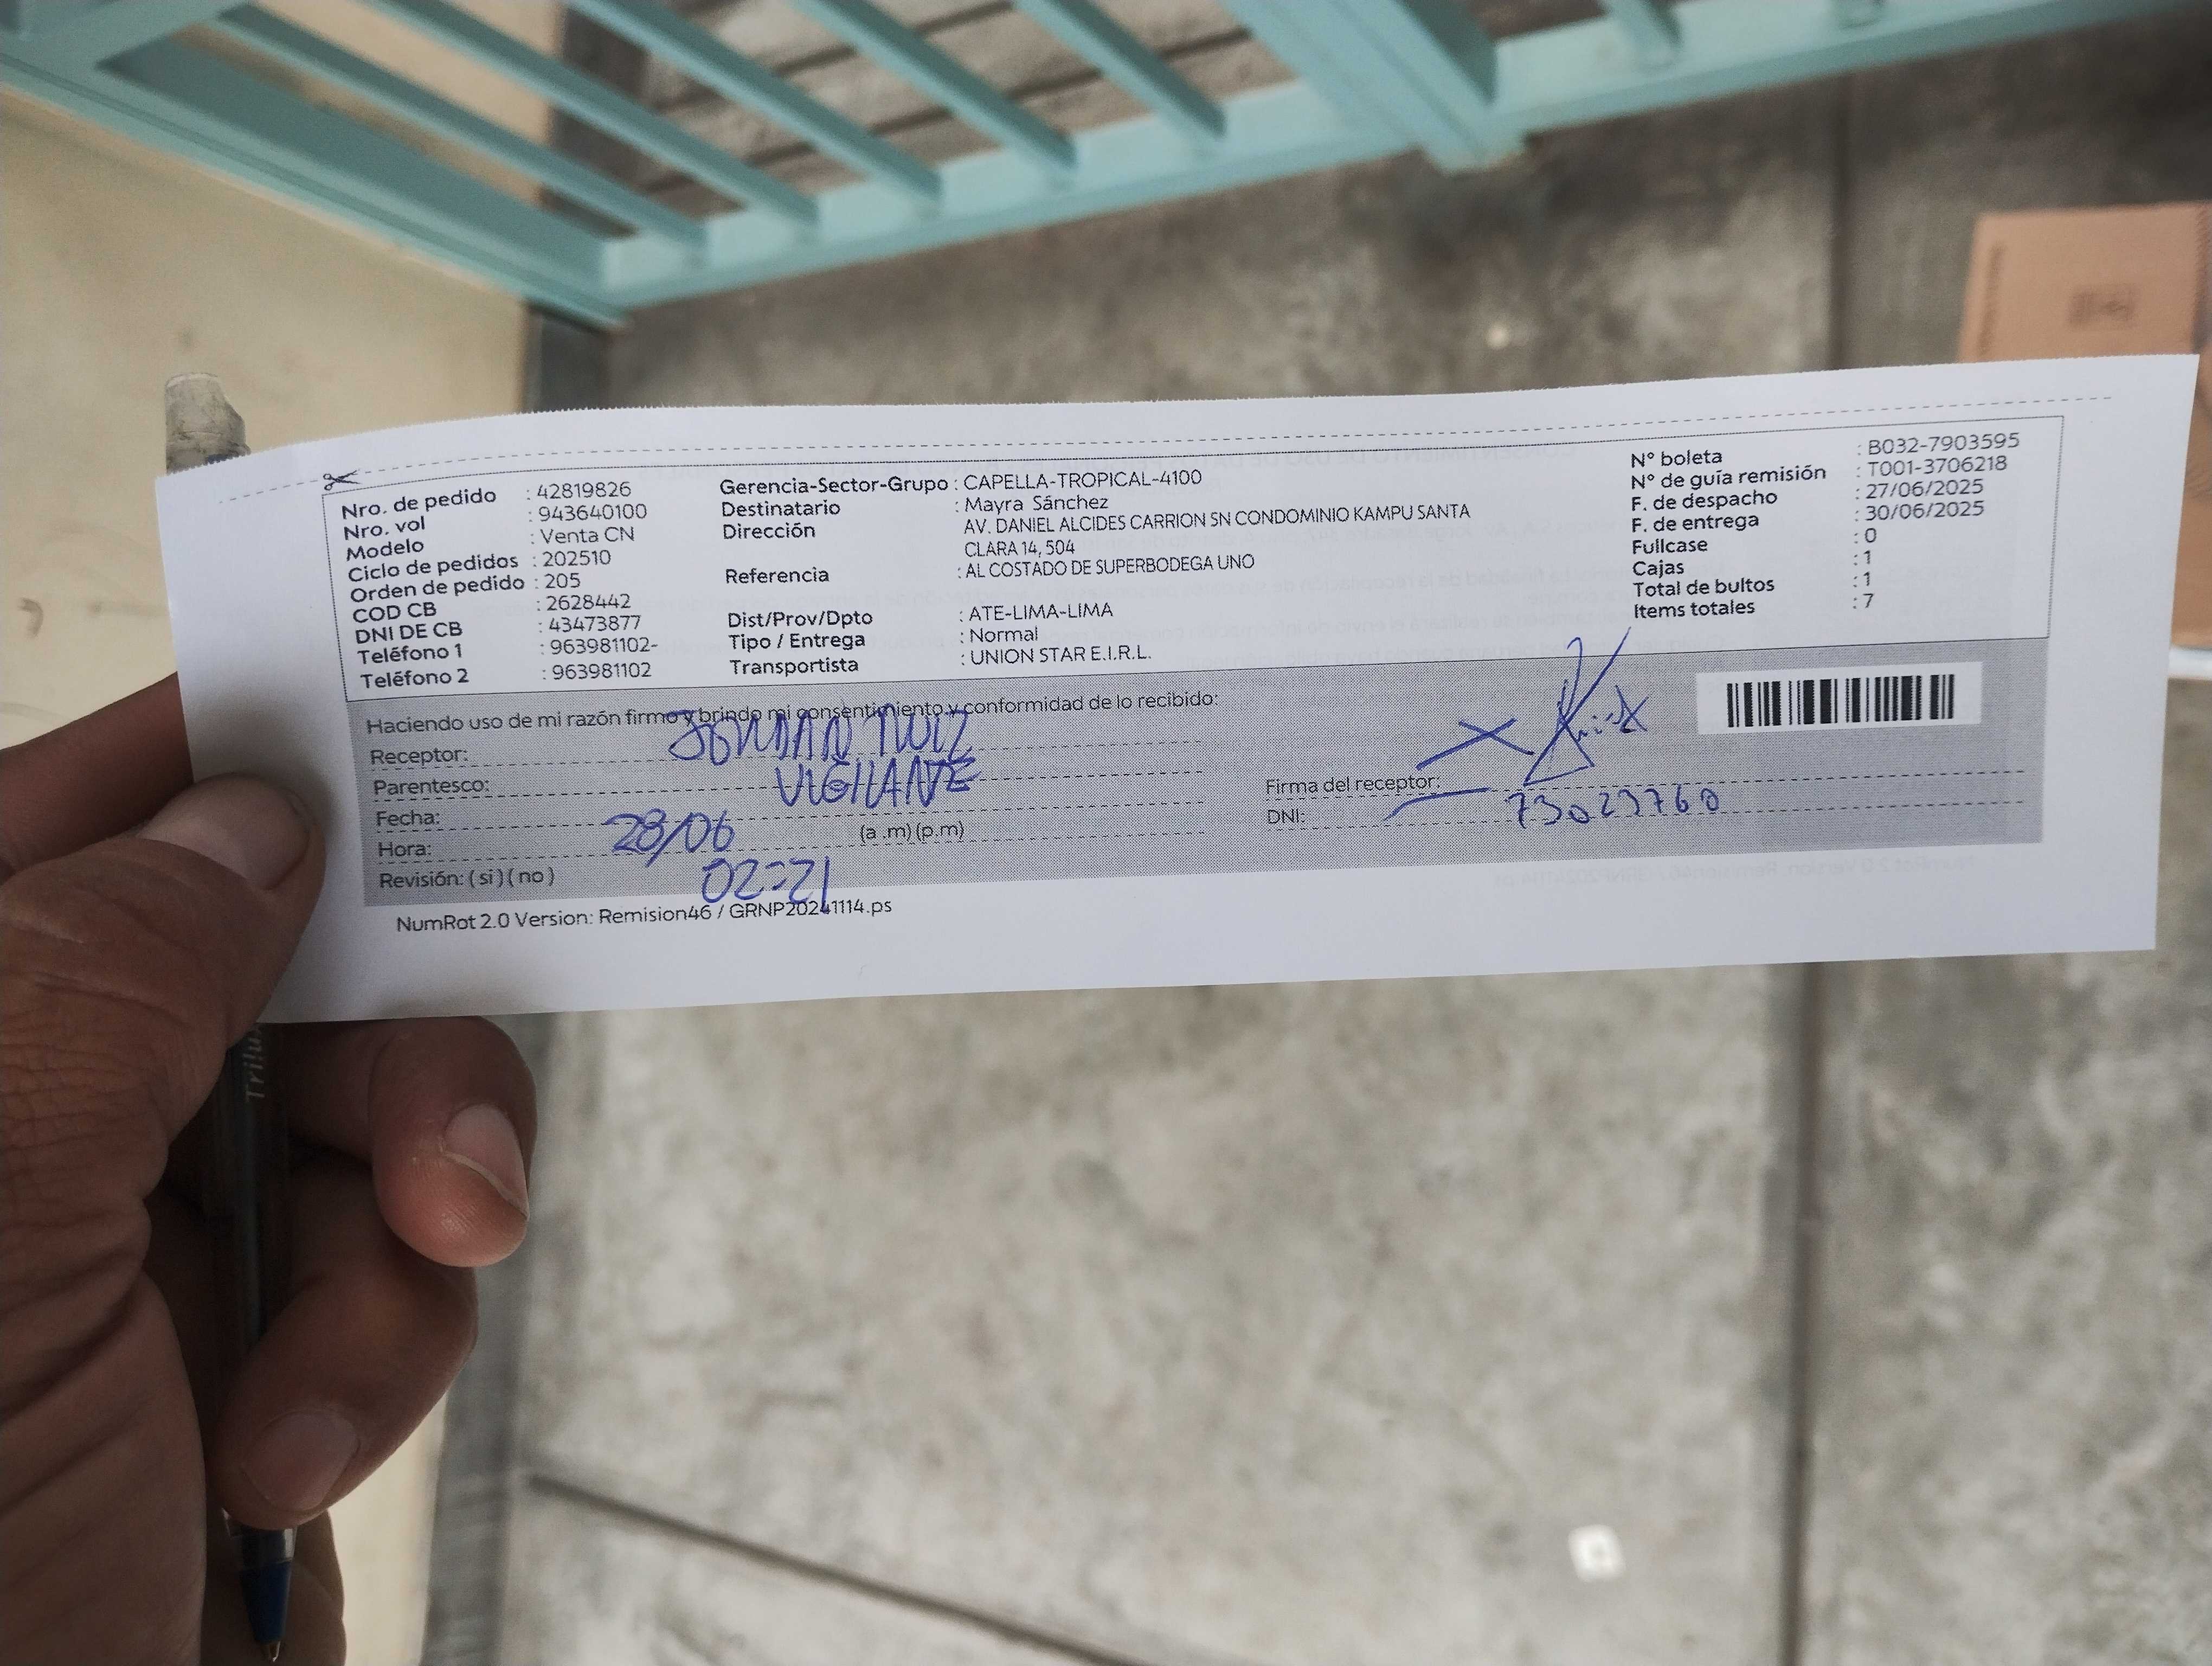 Nro. de pedido : 42819826
Nro. vol : 943640100
Modelo : Venta CN
Ciclo de pedidos : 202510
Orden de pedido : 205
COD CB : 2628442
DNI DE CB : 43473877
Teléfono 1 : 963981102-
Teléfono 2 : 963981102
Gerencia-Sector-Grupo : CAPELLA-TROPICAL-4100
Destinatario : Mayra Sánchez
Dirección AV. DANIEL ALCIDES CARRION SN CONDOMINIO KAMPU SANTA
CLARA 14, 504
Referencia : AL COSTADO DE SUPERBODEGA UNO
Dist/Prov/Dpto : ATE-LIMA-LIMA
Tipo / Entrega : Normal
Transportista : UNION STAR E.I.R.L.
N° boleta : B032-7903595
N° de guía remisión : T001-3706218
F. de despacho : 27/06/2025
F. de entrega : 30/06/2025
Fullcase : 0
Cajas : 1
Total de bultos : 1
Items totales : 7
Haciendo uso de mi razón firmo y brindo mi consentimiento y conformidad de lo recibido:
Receptor:
Parentesco: VIGILANTE
Fecha: 28/06
Hora: (a .m) (p.m)
02=21
Revisión: ( si ) ( no )
Firma del receptor:
DNI: 73023760
NumRot 2.0 Version: Remision46 / GRNP20241114.ps